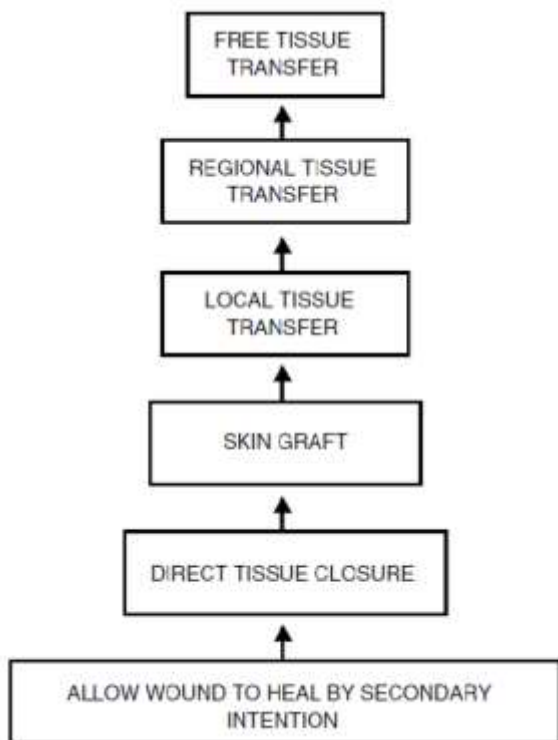 FREE TISSUE
TRANSFER
REGIONAL TISSUE
TRANSFER
LOCAL TISSUE
TRANSFER
SKIN GRAFT
DIRECT TISSUE CLOSURE
ALLOW WOUND TO HEAL BY SECONDARY
INTENTION